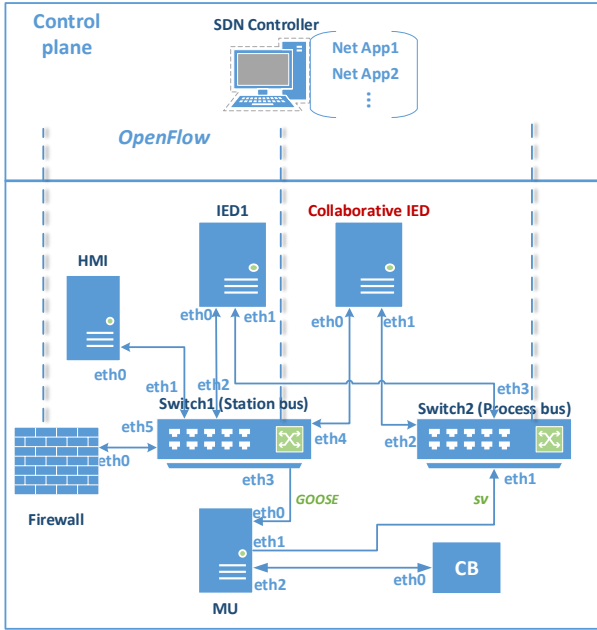 Control
plane
SDN Controller
Net App1
Net App2
OpenFlow
IED1
Collaborative IED
HMI
eth0
eth1
eth0
eth1
eth0
eth1
eth2
eth3
Switch1 (Station bus)
Switch2 (Process bus)
eth5
eth4
eth2
eth0
eth3
eth1
Firewall
GOOSE
sv
eth0
eth1
eth2
eth0
CB
MU